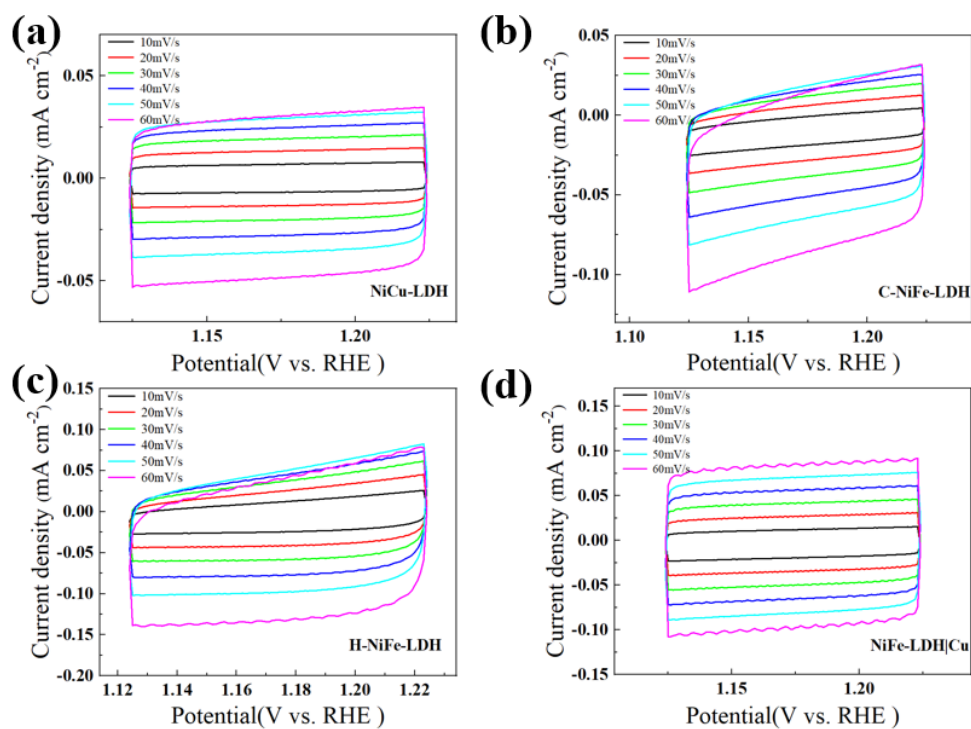 (a)
10mV/s
20mV/s
30mV/s
40mV/s
50mV/s
60mV/s
0.05
0.00
-0.05
Current density (mA cm-2)
NiCu-LDH
1.15
1.20
Potential(V vs. RHE )
(b)
10mV/s
20mV/s
30mV/s
40mV/s
50mV/s
60mV/s
0.05
0.00
-0.05
-0.10
Current density (mA cm-2)
C-NiFe-LDH
1.10
1.15
1.20
Potential(V vs. RHE )
(c)
10mV/s
20mV/s
30mV/s
40mV/s
50mV/s
60mV/s
0.15
0.10
0.05
0.00
-0.05
-0.10
-0.15
-0.20
Current density (mA cm-2)
H-NiFe-LDH
1.12
1.14
1.16
1.18
1.20
1.22
Potential(V vs. RHE )
(d)
10mV/s
20mV/s
30mV/s
40mV/s
50mV/s
60mV/s
0.15
0.10
0.05
0.00
-0.05
-0.10
-0.15
Current density (mA cm-2)
NiFe-LDH|Cu
1.15
1.20
Potential(V vs. RHE )